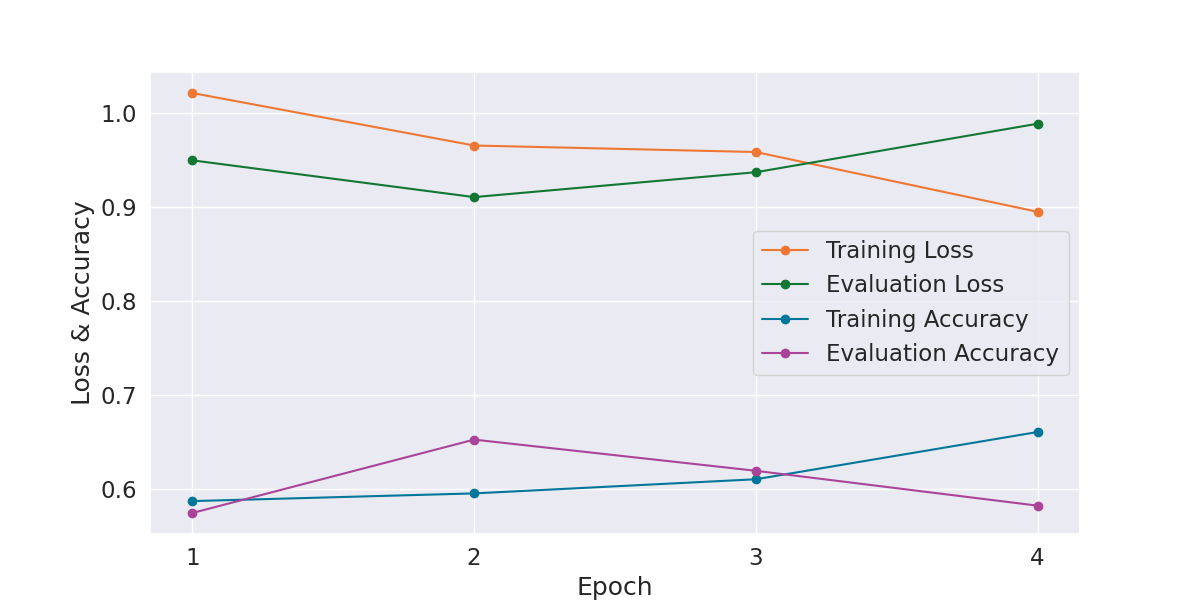 1.0
0.9
0.8
0.7
0.6
Loss & Accuracy
Training Loss
Evaluation Loss
Training Accuracy
Evaluation Accuracy
1 2 3 4
Epoch